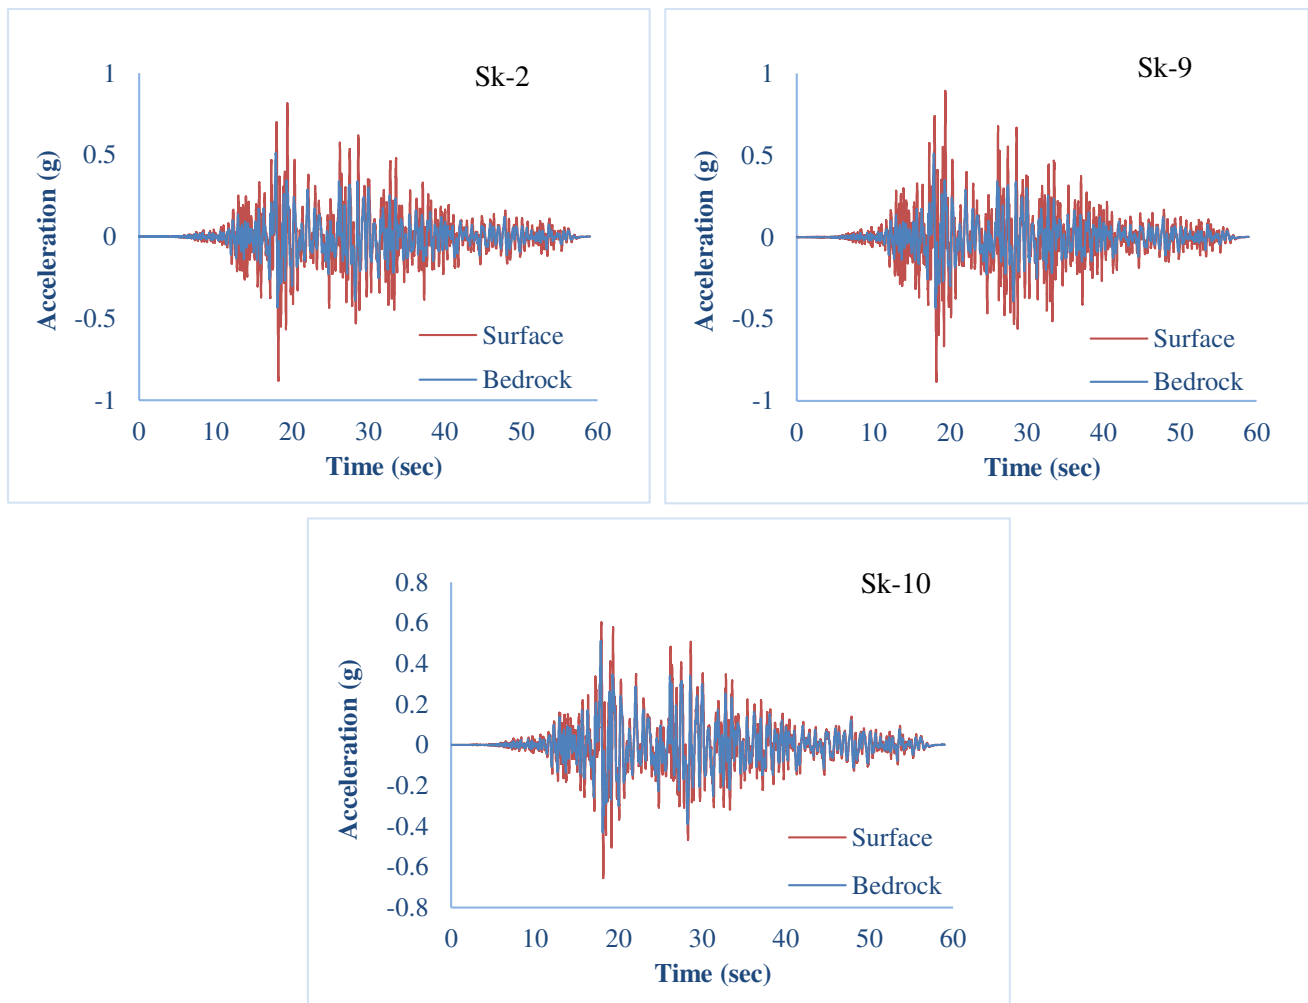 Sk-2
1
0.5
0
-0.5
-1
Acceleration (g)
Surface
Bedrock
0 10 20 30 40 50 60
Time (sec)
Sk-9
1
0.5
0
-0.5
-1
Acceleration (g)
Surface
Bedrock
0 10 20 30 40 50 60
Time (sec)
Sk-10
0.8
0.6
0.4
0.2
0
-0.2
-0.4
-0.6
-0.8
Acceleration (g)
Surface
Bedrock
0 10 20 30 40 50 60
Time (sec)